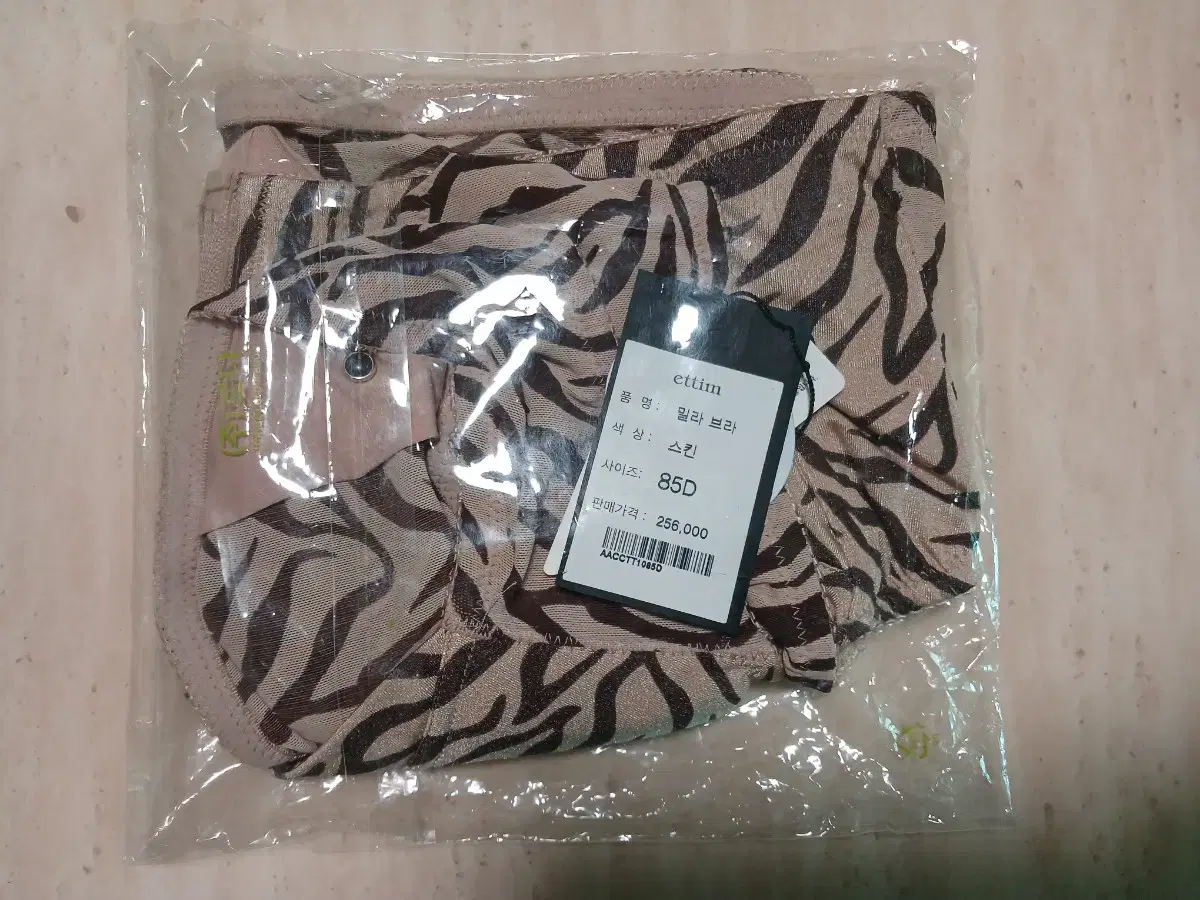 ettim
품 명: 밀라 브라
색 상: 스킨
사이즈: 85D
판매가격: 256,000
AACCTT1085D